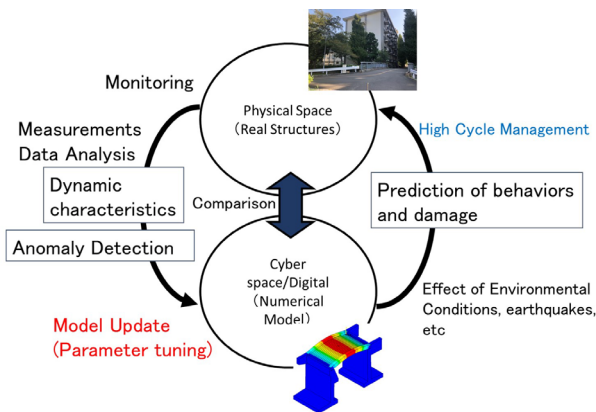 Monitoring
Physical Space
(Real Structures)
High Cycle Management
Measurements
Data Analysis
Dynamic
characteristics
Comparison
Prediction of behaviors
and damage
Anomaly Detection
Cyber
space/Digital
(Numerical
Model)
Effect of Environmental
Conditions, earthquakes,
etc
Model Update
(Parameter tuning)